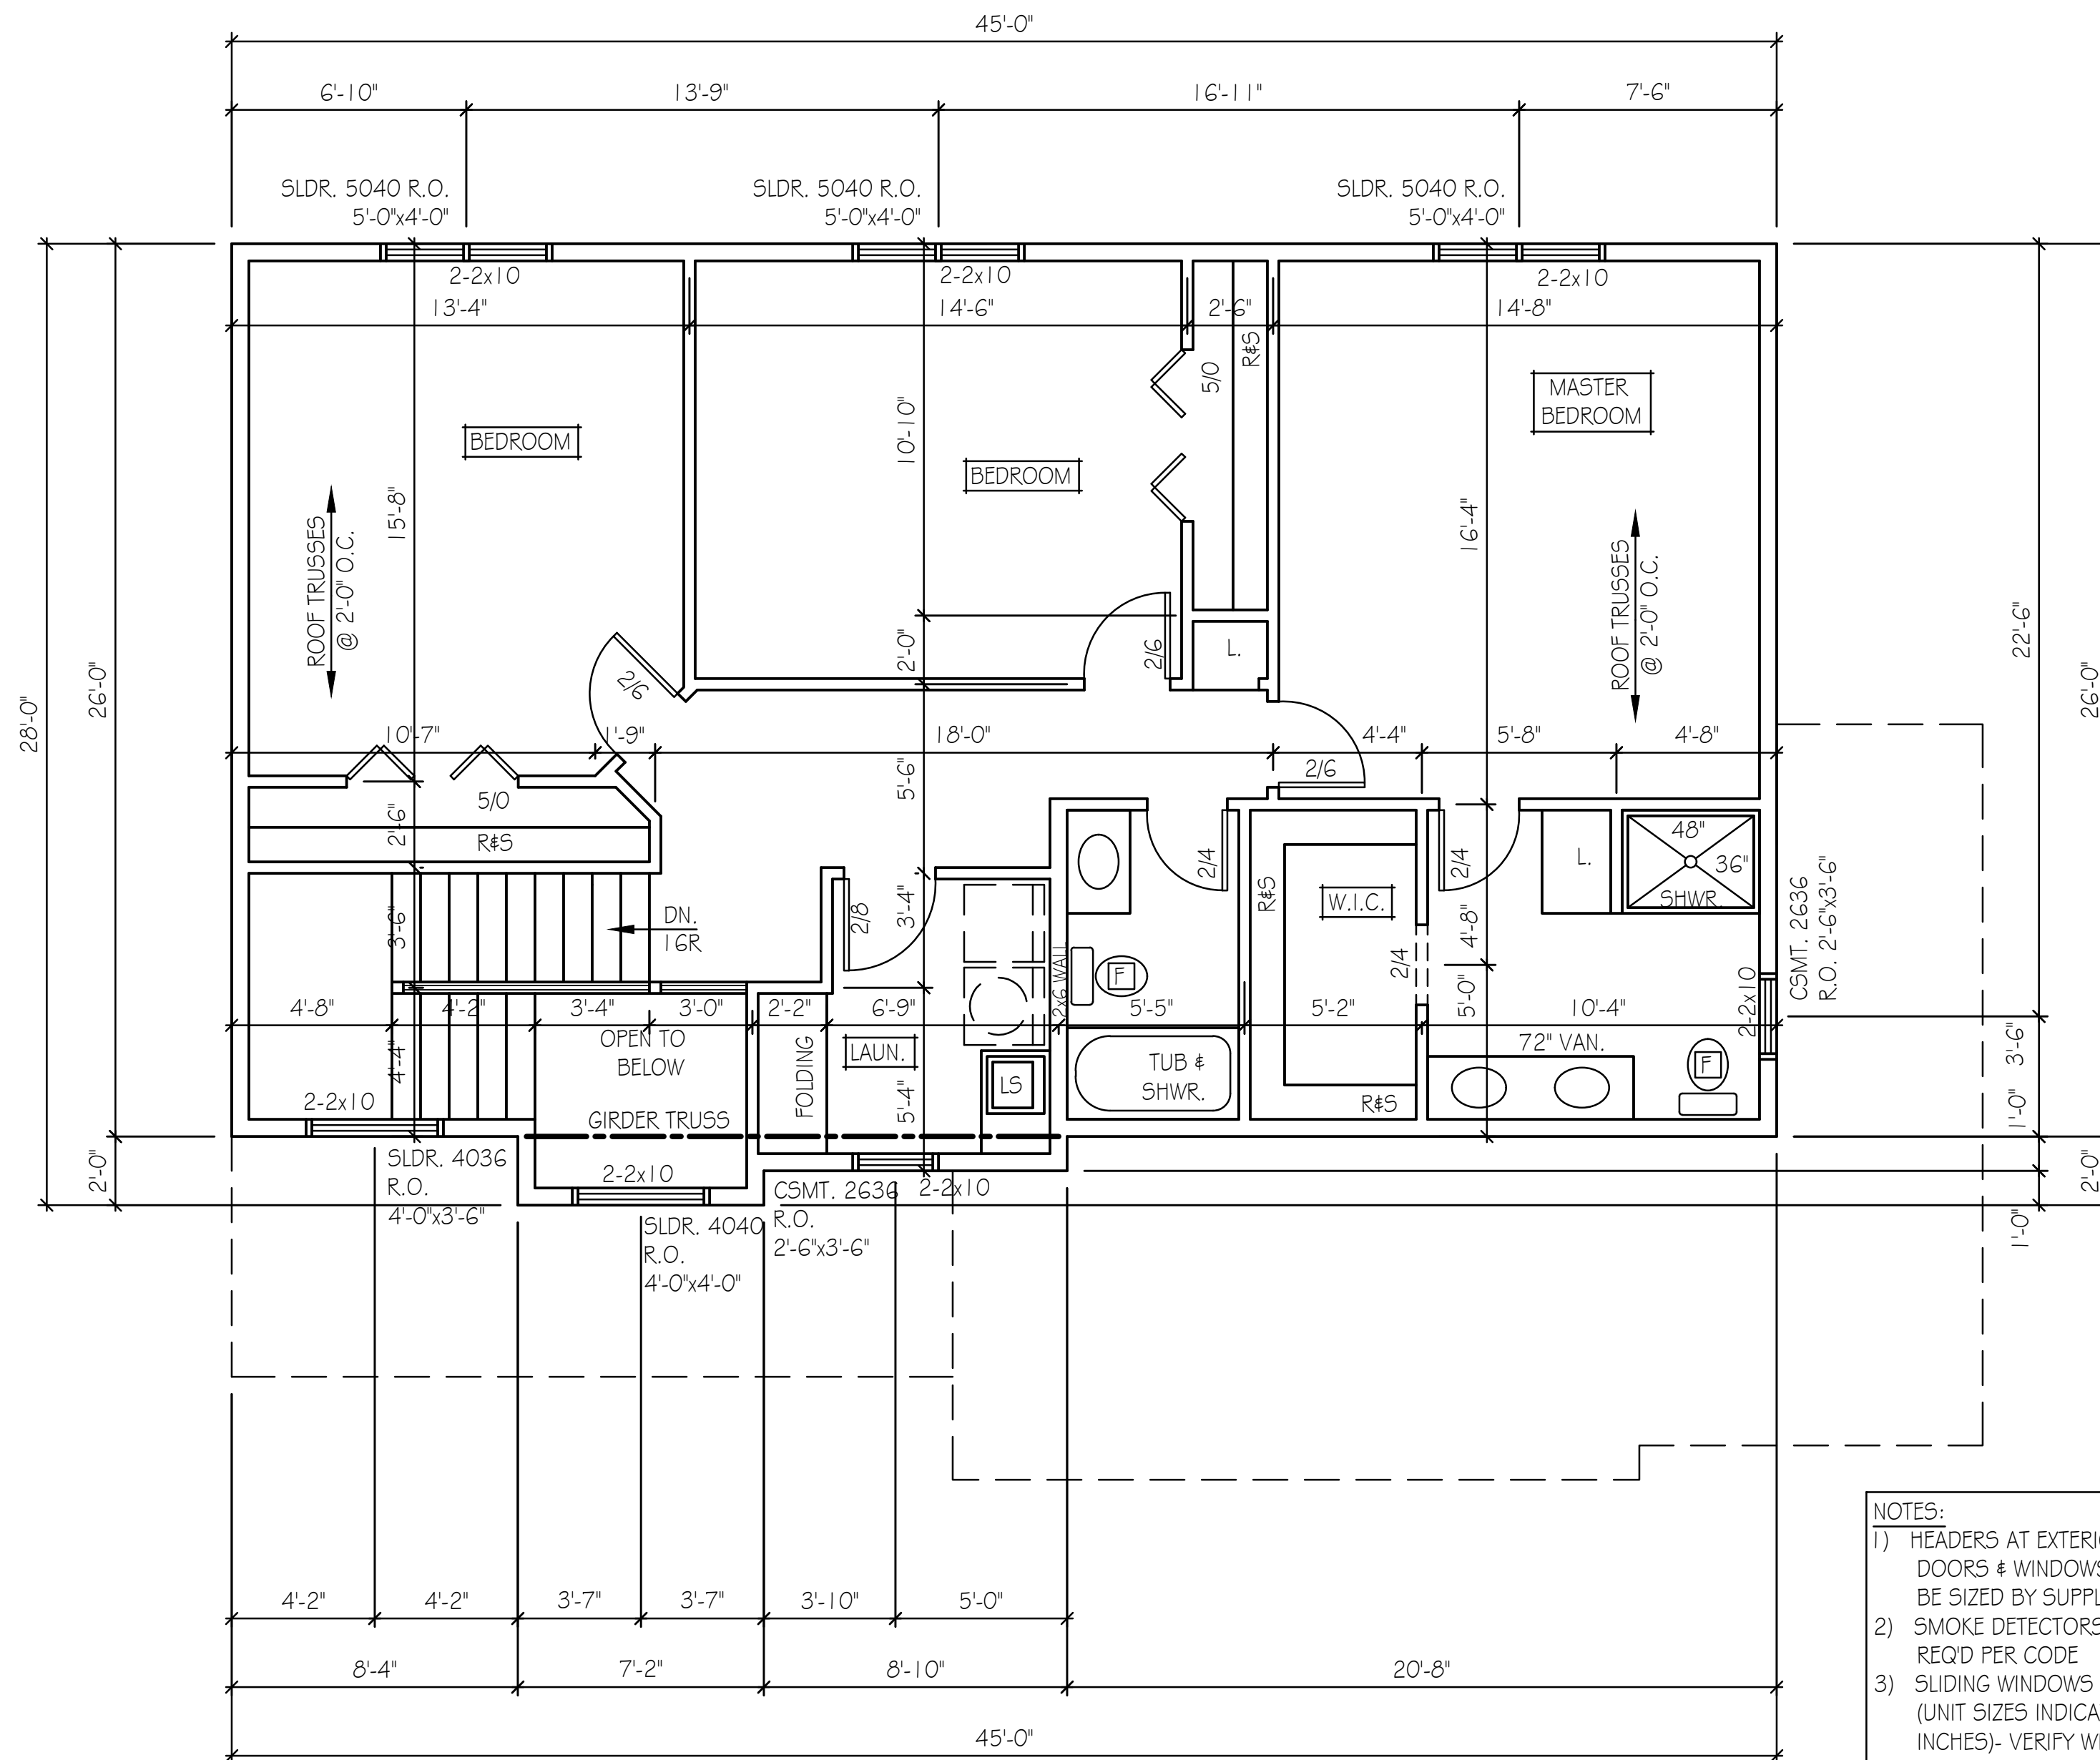 45'-0"
6'-10"
13'-9"
16'-11"
7'-6"
SLDR. 5040 R.O.
5'-0"x4'-0"
SLDR. 5040 R.O.
5'-0"x4'-0"
SLDR. 5040 R.O.
5'-0"x4'-0"
2-2x10
2-2x10
2-2x10
13'-4"
14'-6"
2'-6"
14'-8"
R&S
5/0
MASTER
BEDROOM
BEDROOM
BEDROOM
10'-10"
15'-8"
16'-4"
ROOF TRUSSES
@ 2'-0" O.C.
ROOF TRUSSES
@ 2'-0" O.C.
28'-0"
26'-0"
22'-6"
26'-0"
2/6
2'-0"
2/6
L.
10'-7"
1'-9"
18'-0"
4'-4"
5'-8"
4'-8"
5'-6"
2/6
5/0
2'-6"
R&S
48"
36"
SHWR.
L.
2/4
2/4
R&S
W.I.C.
CSMT. 2636
R.O. 2'-6"x3'-6"
DN.
16R
3'-6"
2/8
3'-4"
4'-8"
2/4
2x6 WALL
F
4'-8"
4'-2"
3'-4"
3'-0"
2'-2"
6'-9"
5'-5"
5'-2"
5'-0"
10'-4"
2-2x10
OPEN TO
BELOW
FOLDING
LAUN.
4'-4"
72" VAN.
F
TUB &
SHWR.
LS
5'-4"
R&S
2-2x10
GIRDER TRUSS
3'-6"
1'-0"
2'-0"
2'-0"
1'-0"
SLDR. 4036
R.O.
4'-0"x3'-6"
2-2x10
CSMT. 2636
R.O.
2'-6"x3'-6"
2-2x10
SLDR. 4040
R.O.
4'-0"x4'-0"
4'-2"
4'-2"
3'-7"
3'-7"
3'-10"
5'-0"
8'-4"
7'-2"
8'-10"
20'-8"
45'-0"
NOTES:
1) HEADERS AT EXTERI
DOORS & WINDOWS
BE SIZED BY SUPPL
2) SMOKE DETECTORS
REQ'D PER CODE
3) SLIDING WINDOWS
(UNIT SIZES INDICA
INCHES)- VERIFY W